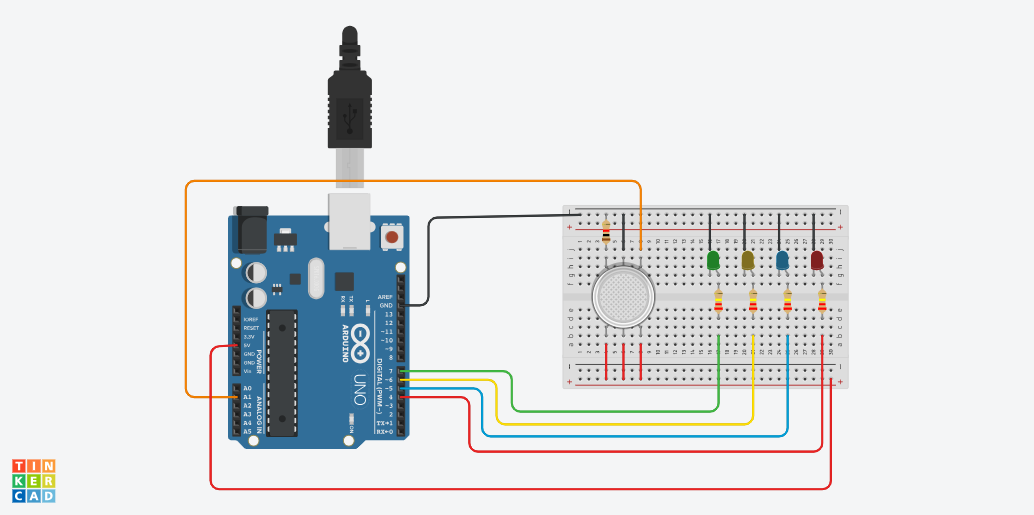 AREF
GND
13
12
~11
~10
~9
8
7
~6
~5
4
~3
2
TX→1
RX←0
DIGITAL (PWM~)
IOREF
RESET
3.3V
5V
GND
GND
Vin
POWER
A0
A1
A2
A3
A4
A5
ANALOG IN
RX
TX
L
ON
ARDUINO
UNO
a b c d e
f g h i j
TIN
KER
CAD